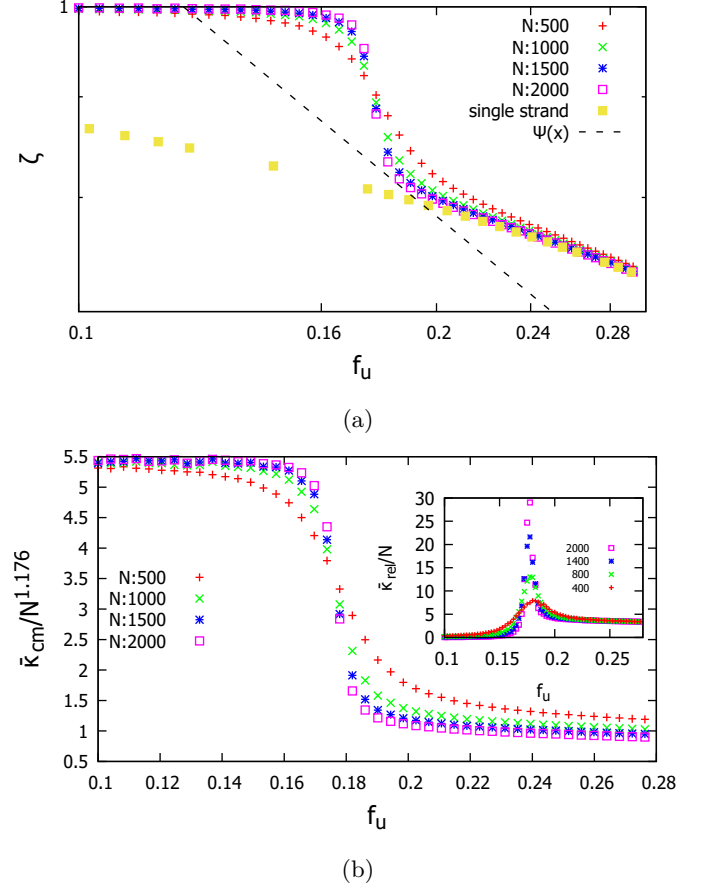 1
N:500
N:1000
N:1500
N:2000
single strand
Ψ(x)
ζ
0.1 0.16 0.2 0.24 0.28
f_u
(a)
5.5
5
4.5
4
3.5
3
2.5
2
1.5
1
0.5
κ̄_cm/N^1.176
N:500
N:1000
N:1500
N:2000
30
25
20
15
10
5
0
κ̄_rel/N
2000
1400
800
400
0.1 0.15 0.2 0.25
f_u
0.1 0.12 0.14 0.16 0.18 0.2 0.22 0.24 0.26 0.28
f_u
(b)